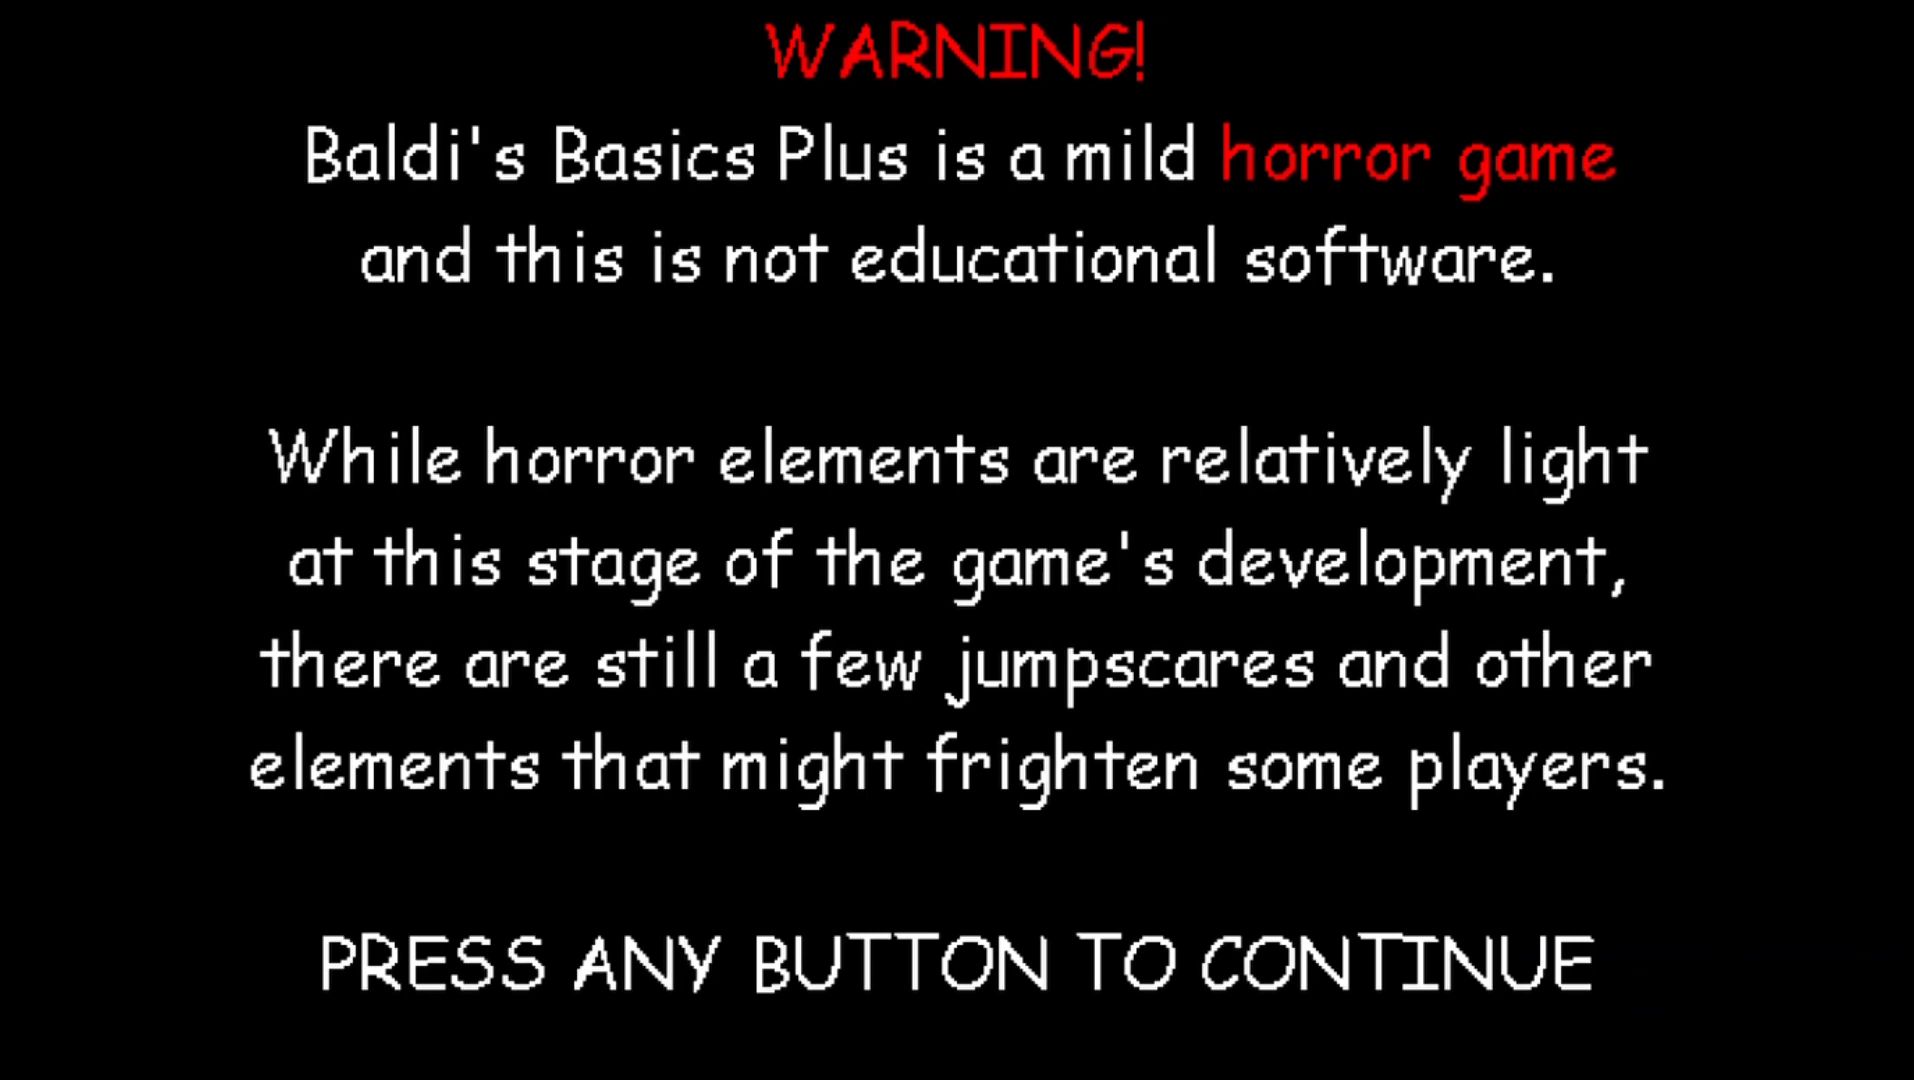 WARNING!
Baldi's Basics Plus is a mild horror game
and this is not educational software.
While horror elements are relatively light
at this stage of the game's development,
there are still a few jumpscares and other
elements that might frighten some players.
PRESS ANY BUTTON TO CONTINUE